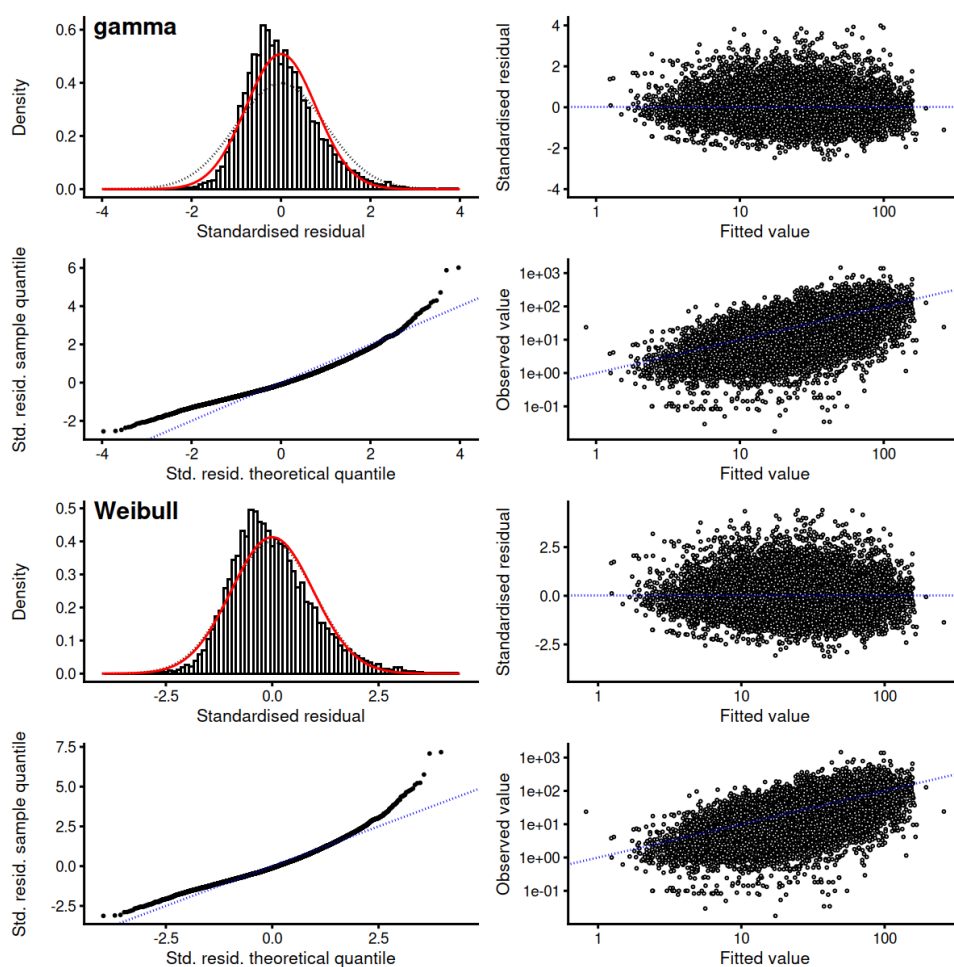 gamma
0.6
0.4
0.2
0.0
Density
-4
-2
0
2
4
Standardised residual
4
2
0
-2
-4
Standardised residual
1
10
100
Fitted value
6
4
2
0
-2
Std. resid. sample quantile
-4
-2
0
2
4
Std. resid. theoretical quantile
1e+03
1e+02
1e+01
1e+00
1e-01
Observed value
1
10
100
Fitted value
Weibull
0.5
0.4
0.3
0.2
0.1
0.0
Density
-2.5
0.0
2.5
Standardised residual
2.5
0.0
-2.5
Standardised residual
1
10
100
Fitted value
7.5
5.0
2.5
0.0
-2.5
Std. resid. sample quantile
-2.5
0.0
2.5
Std. resid. theoretical quantile
1e+03
1e+02
1e+01
1e+00
1e-01
Observed value
1
10
100
Fitted value